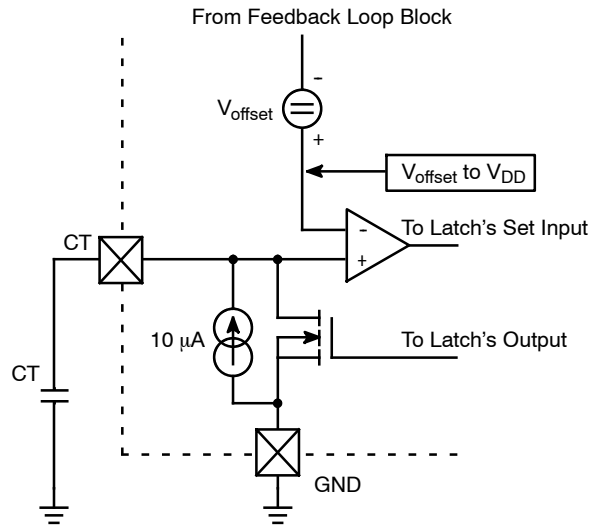 From Feedback Loop Block
-
Voffset
+
Voffset to VDD
CT
-
To Latch's Set Input
+
10 μA
To Latch's Output
CT
GND